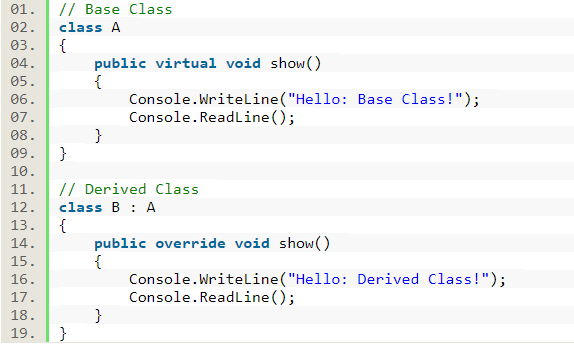 01. // Base Class
02. class A
03. {
04.     public virtual void show()
05.     {
06.         Console.WriteLine("Hello: Base Class!");
07.         Console.ReadLine();
08.     }
09. }
10.
11. // Derived Class
12. class B : A
13. {
14.     public override void show()
15.     {
16.         Console.WriteLine("Hello: Derived Class!");
17.         Console.ReadLine();
18.     }
19. }